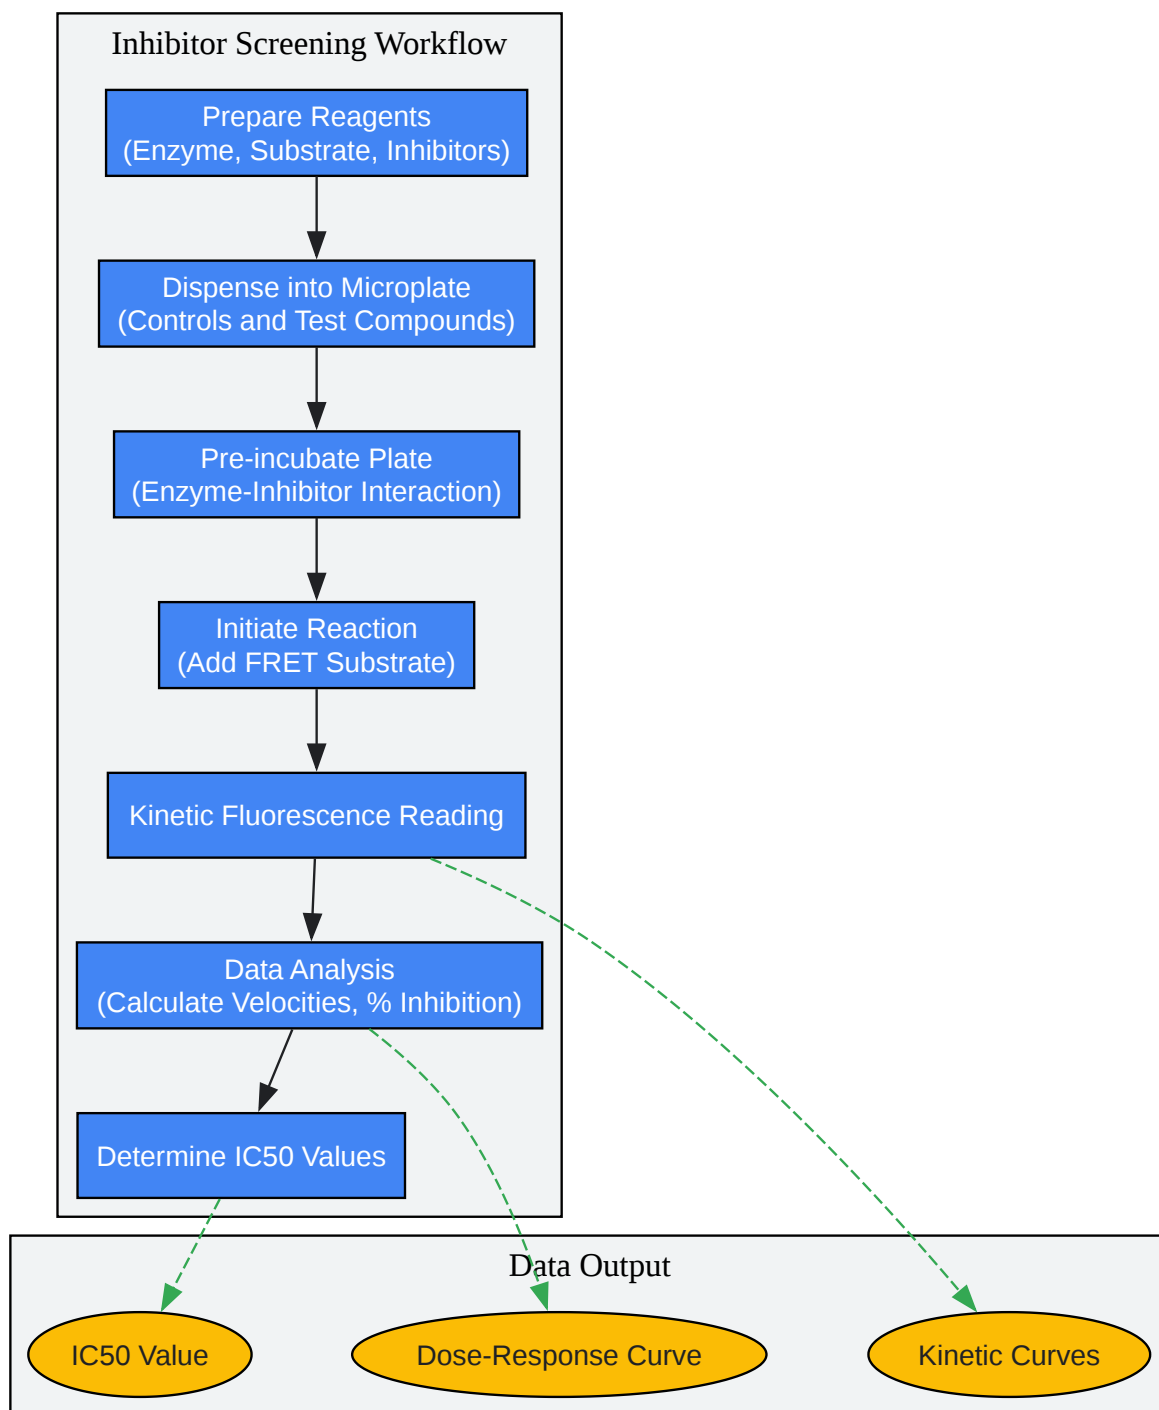 Inhibitor Screening Workflow
Prepare Reagents
(Enzyme, Substrate, Inhibitors)
Dispense into Microplate
(Controls and Test Compounds)
Pre-incubate Plate
(Enzyme-Inhibitor Interaction)
Initiate Reaction
(Add FRET Substrate)
Kinetic Fluorescence Reading
Data Analysis
(Calculate Velocities, % Inhibition)
Determine IC50 Values
Data Output
IC50 Value
Dose-Response Curve
Kinetic Curves